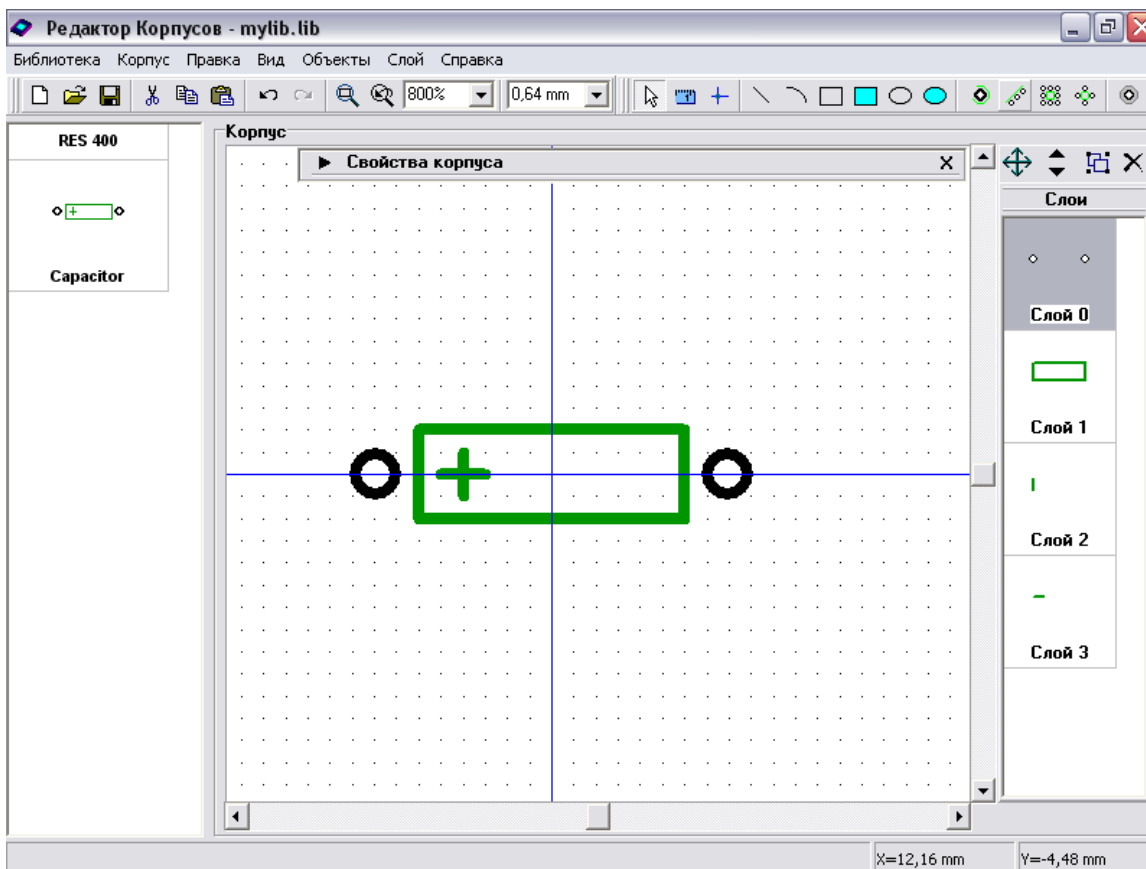 Редактор Корпусов - mylib.lib
Библиотека Корпус Правка Вид Объекты Слой Справка
800% 0,64 mm
RES 400
Capacitor
Корпус
Свойства корпуса
Слои
Слой 0
Слой 1
Слой 2
Слой 3
X=12,16 mm Y=-4,48 mm